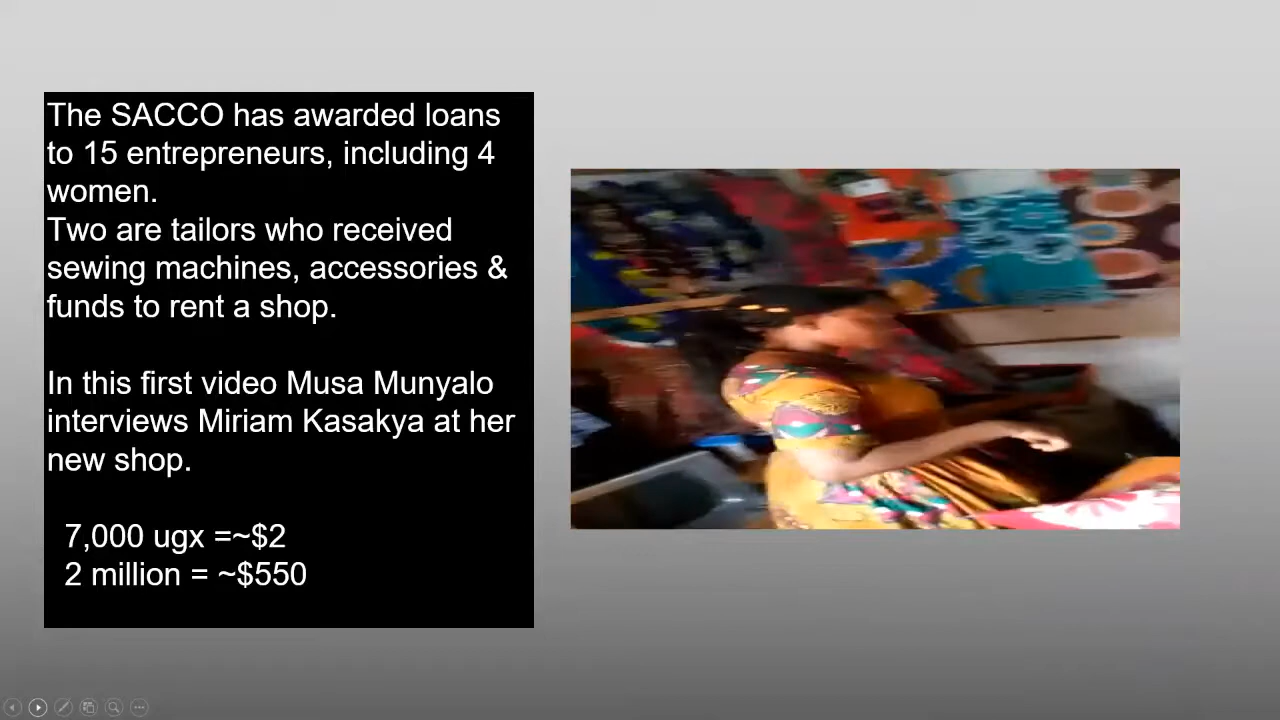 The SACCO has awarded loans
to 15 entrepreneurs, including 4
women.
Two are tailors who received
sewing machines, accessories &
funds to rent a shop.
In this first video Musa Munyalo
interviews Miriam Kasakya at her
new shop.
7,000 ugx =~$2
2 million = ~$550